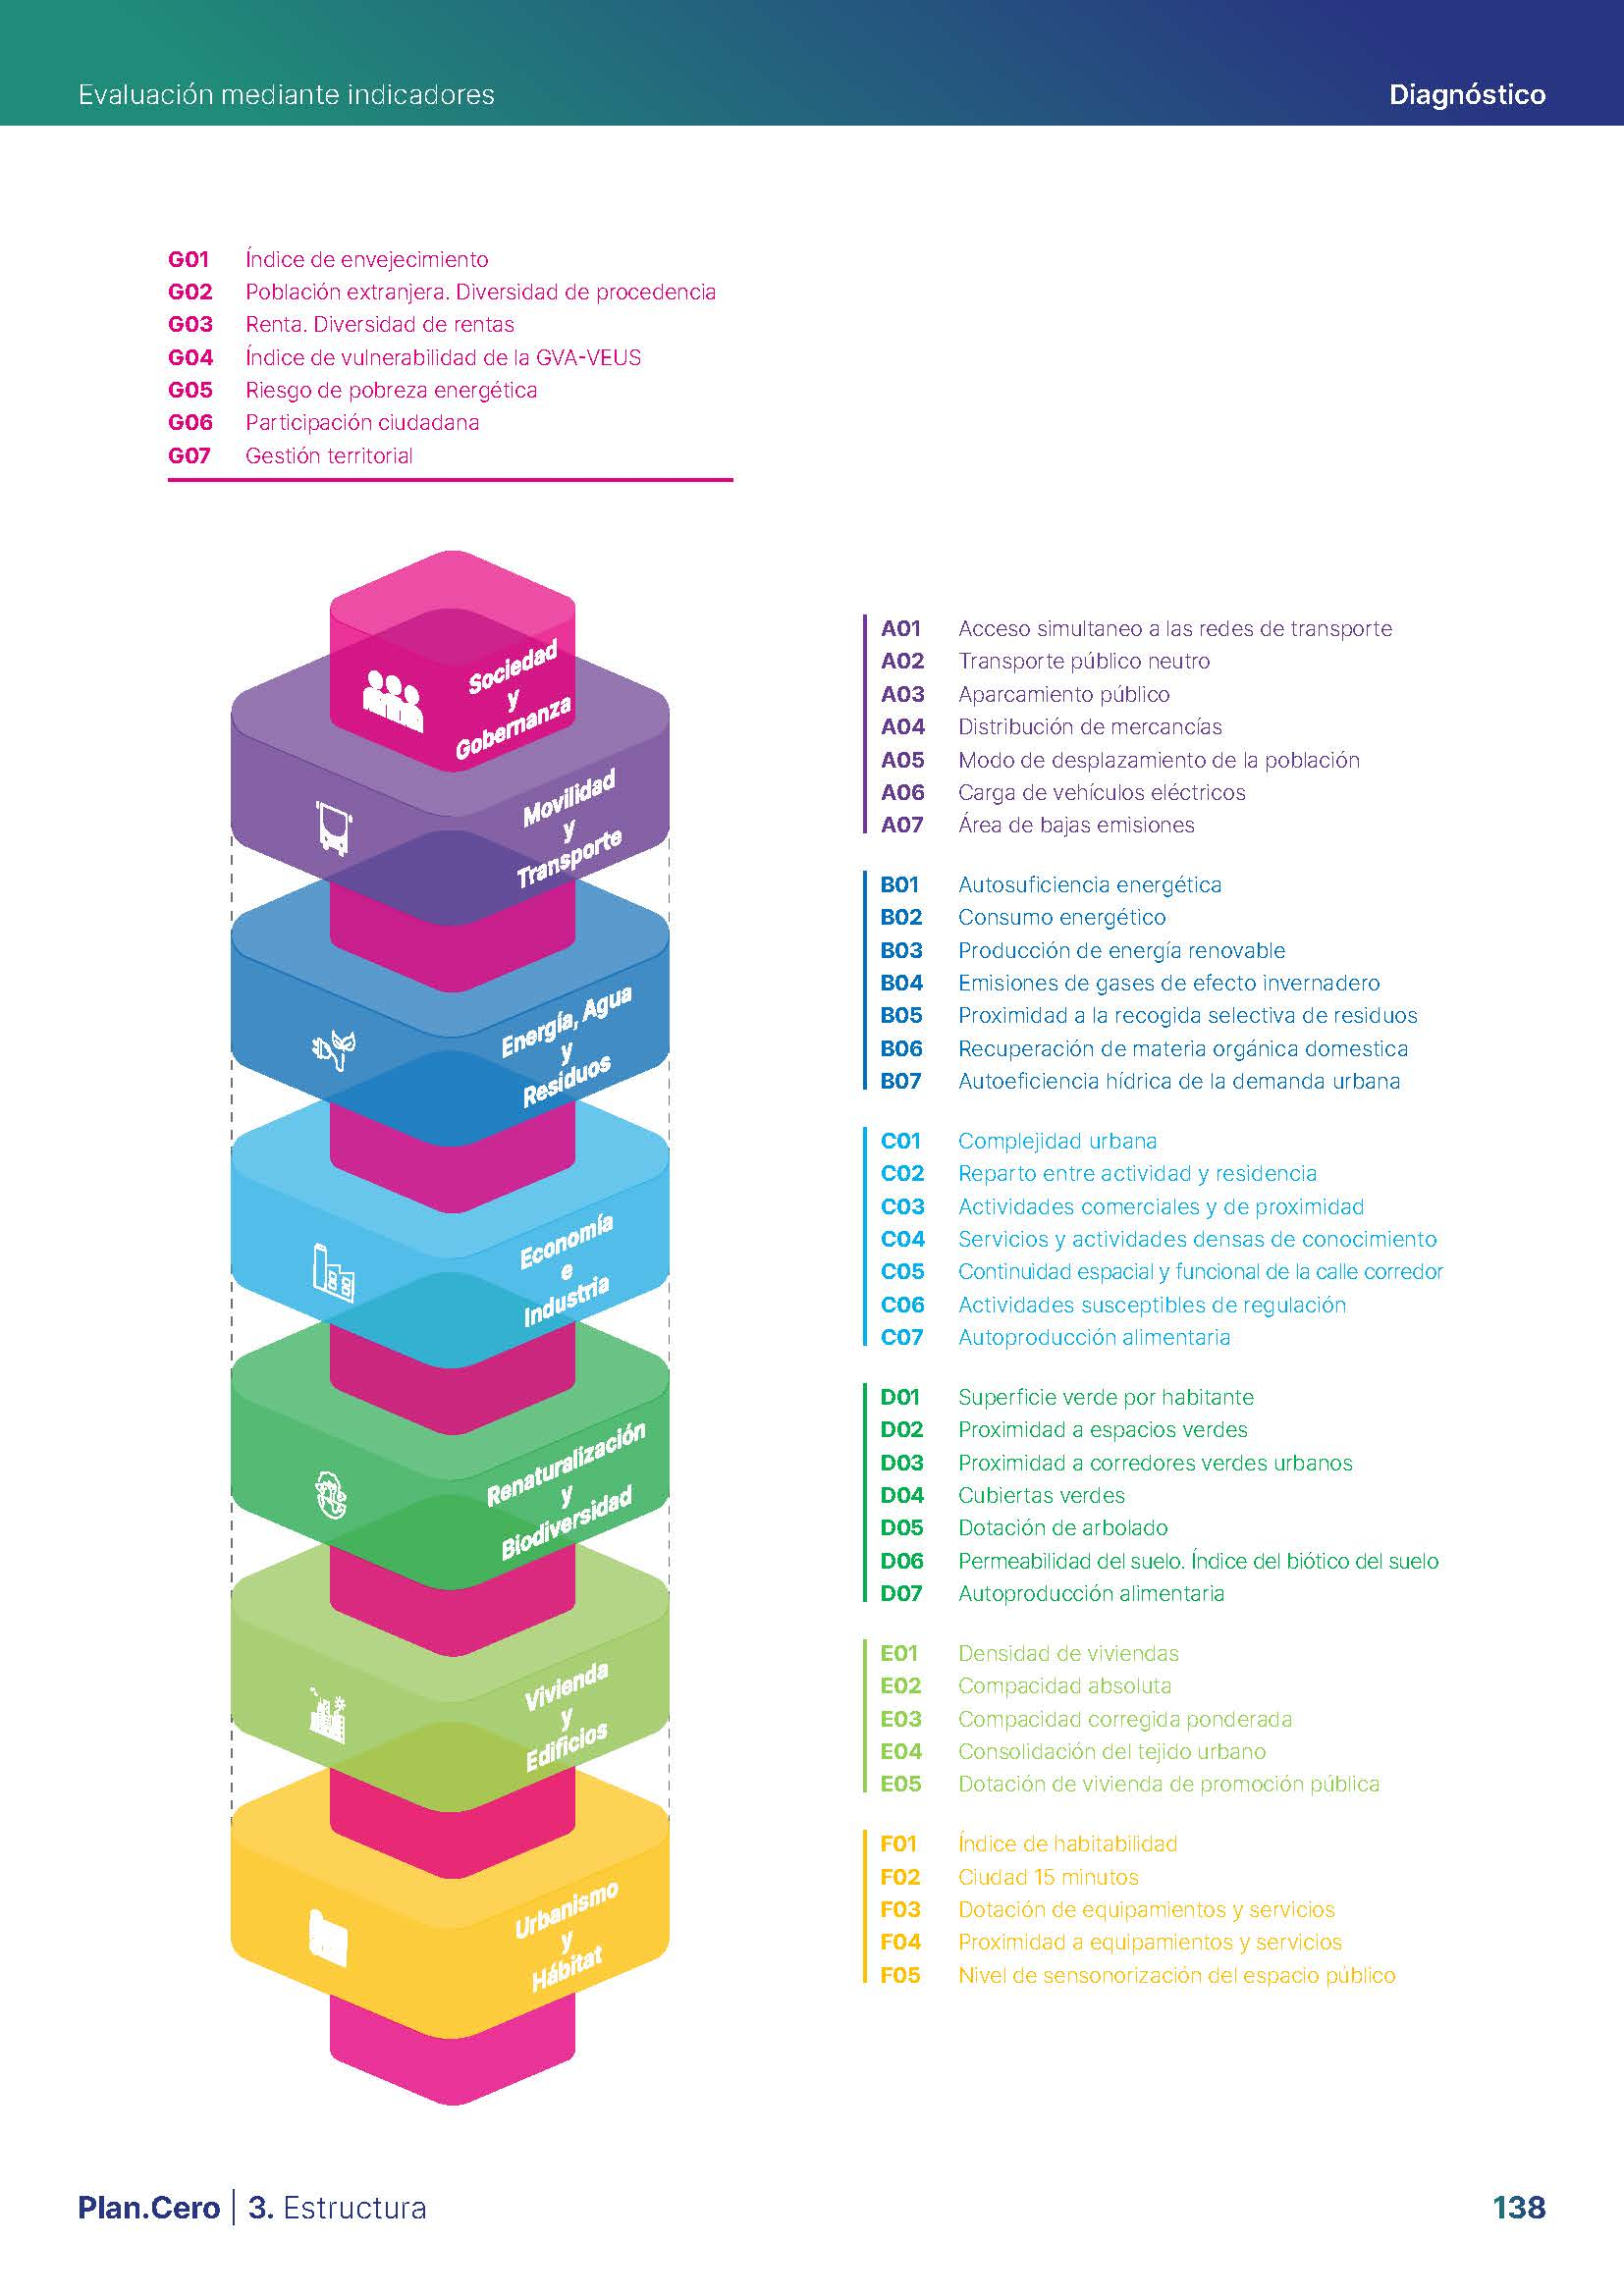 Evaluación mediante indicadores
Diagnóstico
G01 Índice de envejecimiento
G02 Población extranjera. Diversidad de procedencia
G03 Renta. Diversidad de rentas
G04 Índice de vulnerabilidad de la GVA-VEUS
G05 Riesgo de pobreza energética
G06 Participación ciudadana
G07 Gestión territorial
Sociedad
y
Gobernanza
Movilidad
y
Transporte
Energía, Agua
y
Residuos
Economía
e
Industria
Renaturalización
y
Biodiversidad
Vivienda
y
Edificios
Urbanismo
y
Hábitat
A01 Acceso simultaneo a las redes de transporte
A02 Transporte público neutro
A03 Aparcamiento público
A04 Distribución de mercancías
A05 Modo de desplazamiento de la población
A06 Carga de vehículos eléctricos
A07 Área de bajas emisiones
B01 Autosuficiencia energética
B02 Consumo energético
B03 Producción de energía renovable
B04 Emisiones de gases de efecto invernadero
B05 Proximidad a la recogida selectiva de residuos
B06 Recuperación de materia orgánica domestica
B07 Autoeficiencia hídrica de la demanda urbana
C01 Complejidad urbana
C02 Reparto entre actividad y residencia
C03 Actividades comerciales y de proximidad
C04 Servicios y actividades densas de conocimiento
C05 Continuidad espacial y funcional de la calle corredor
C06 Actividades susceptibles de regulación
C07 Autoproducción alimentaria
D01 Superficie verde por habitante
D02 Proximidad a espacios verdes
D03 Proximidad a corredores verdes urbanos
D04 Cubiertas verdes
D05 Dotación de arbolado
D06 Permeabilidad del suelo. Índice del biótico del suelo
D07 Autoproducción alimentaria
E01 Densidad de viviendas
E02 Compacidad absoluta
E03 Compacidad corregida ponderada
E04 Consolidación del tejido urbano
E05 Dotación de vivienda de promoción pública
F01 Índice de habitabilidad
F02 Ciudad 15 minutos
F03 Dotación de equipamientos y servicios
F04 Proximidad a equipamientos y servicios
F05 Nivel de sensonorización del espacio público
Plan.Cero | 3. Estructura
138